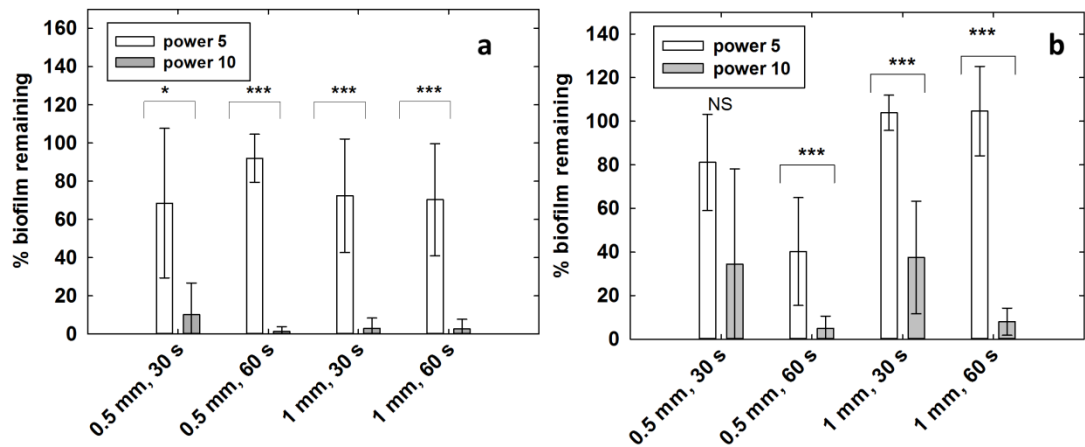 160
140
120
100
80
60
40
20
0
% biofilm remaining
power 5
power 10
a
*
***
***
***
0.5 mm, 30 s
0.5 mm, 60 s
1 mm, 30 s
1 mm, 60 s
140
120
100
80
60
40
20
0
% biofilm remaining
power 5
power 10
b
NS
***
***
***
0.5 mm, 30 s
0.5 mm, 60 s
1 mm, 30 s
1 mm, 60 s